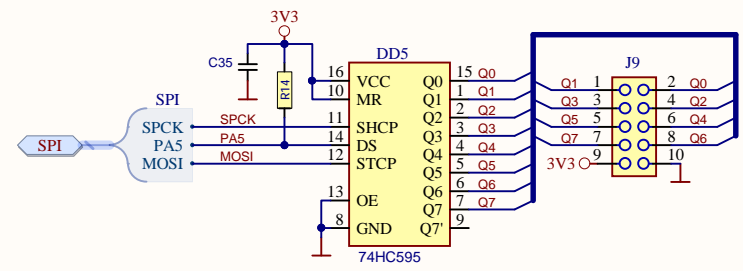 3V3
C35
R14
DD5
16 VCC Q0 15 Q0
10 MR Q1 1 Q1
Q2 2 Q2
11 SHCP Q3 3 Q3
14 DS Q4 4 Q4
12 STCP Q5 5 Q5
Q6 6 Q6
13 OE Q7 7 Q7
8 GND Q7' 9
74HC595
SPI
SPI
SPCK SPCK
PA5 PA5
MOSI MOSI
J9
Q1 1 2 Q0
Q3 3 4 Q2
Q5 5 6 Q4
Q7 7 8 Q6
3V3 9 10